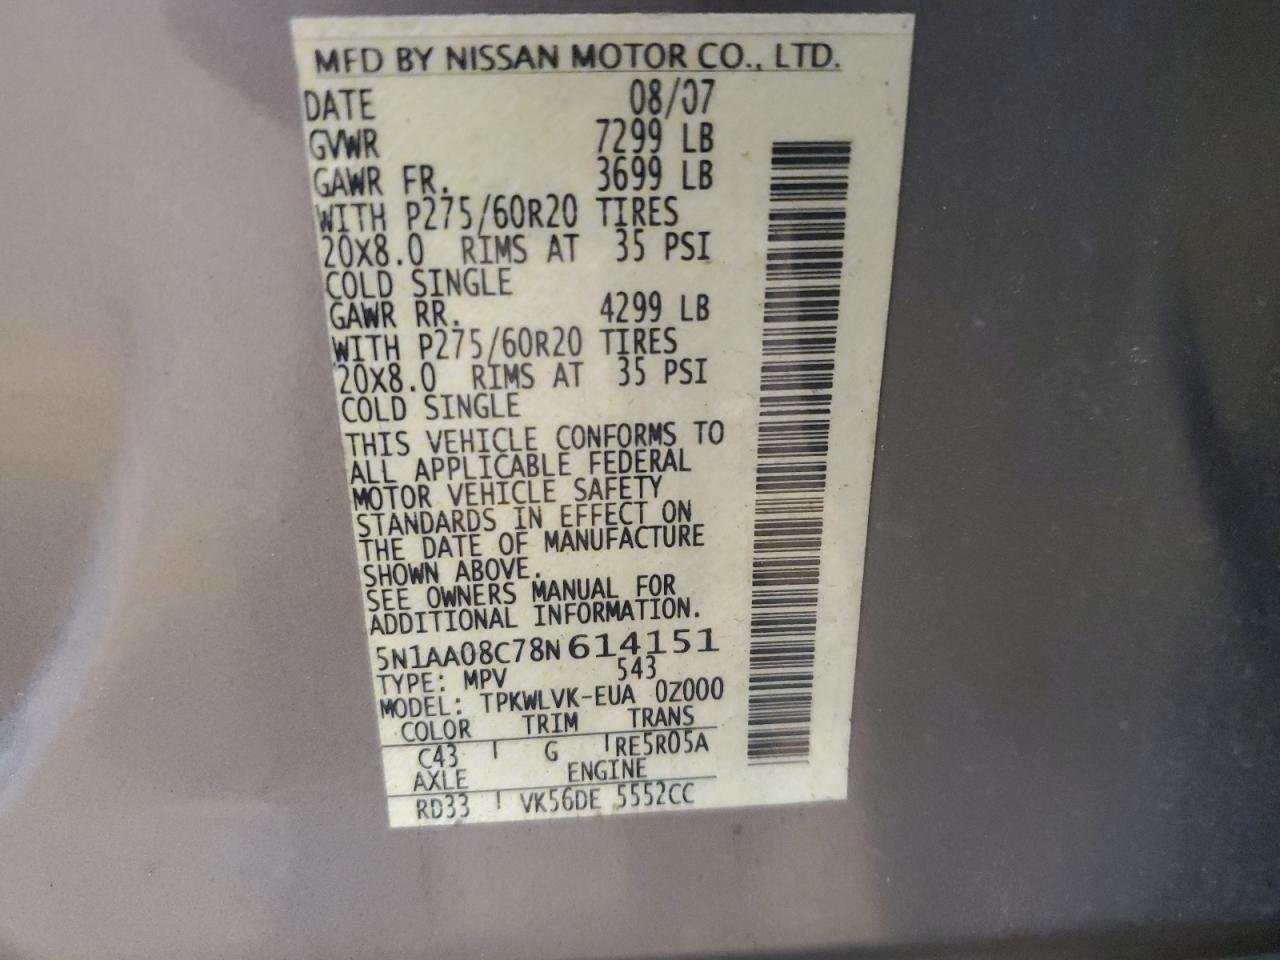 MFD BY NISSAN MOTOR CO., LTD.
DATE 08/07
GVWR 7299 LB
GAWR FR. 3699 LB
WITH P275/60R20 TIRES
20X8.0 RIMS AT 35 PSI
COLD SINGLE
GAWR RR. 4299 LB
WITH P275/60R20 TIRES
20X8.0 RIMS AT 35 PSI
COLD SINGLE
THIS VEHICLE CONFORMS TO
ALL APPLICABLE FEDERAL
MOTOR VEHICLE SAFETY
STANDARDS IN EFFECT ON
THE DATE OF MANUFACTURE
SHOWN ABOVE.
SEE OWNERS MANUAL FOR
ADDITIONAL INFORMATION.
5N1AA08C78N614151
TYPE: MPV 543
MODEL: TPKWLVK-EUA 0Z000
COLOR TRIM TRANS
C43 G RE5R05A
AXLE ENGINE
RD33 VK56DE 5552CC